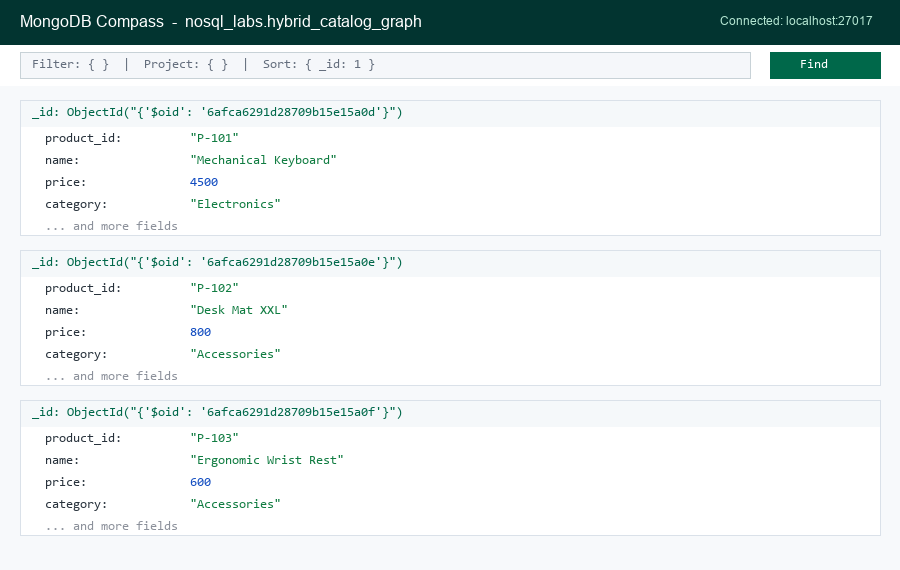 MongoDB Compass - nosql_labs.hybrid_catalog_graph
Connected: localhost:27017
Filter: { } | Project: { } | Sort: { _id: 1 }
Find
_id: ObjectId("{'$oid': '6afca6291d28709b15e15a0d'}")
product_id: "P-101"
name: "Mechanical Keyboard"
price: 4500
category: "Electronics"
... and more fields
_id: ObjectId("{'$oid': '6afca6291d28709b15e15a0e'}")
product_id: "P-102"
name: "Desk Mat XXL"
price: 800
category: "Accessories"
... and more fields
_id: ObjectId("{'$oid': '6afca6291d28709b15e15a0f'}")
product_id: "P-103"
name: "Ergonomic Wrist Rest"
price: 600
category: "Accessories"
... and more fields